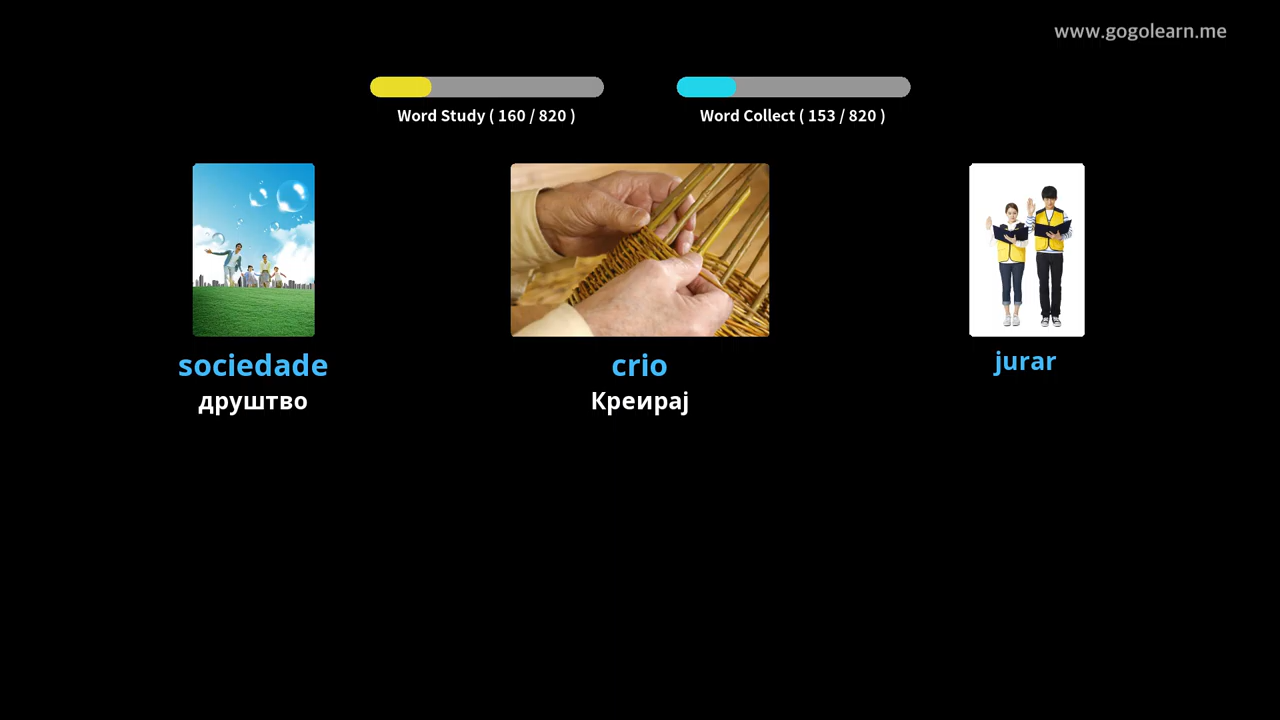 www.gogolearn.me
Word Study ( 160 / 820 )
Word Collect ( 153 / 820 )
sociedade
друштво
crio
Креирај
jurar